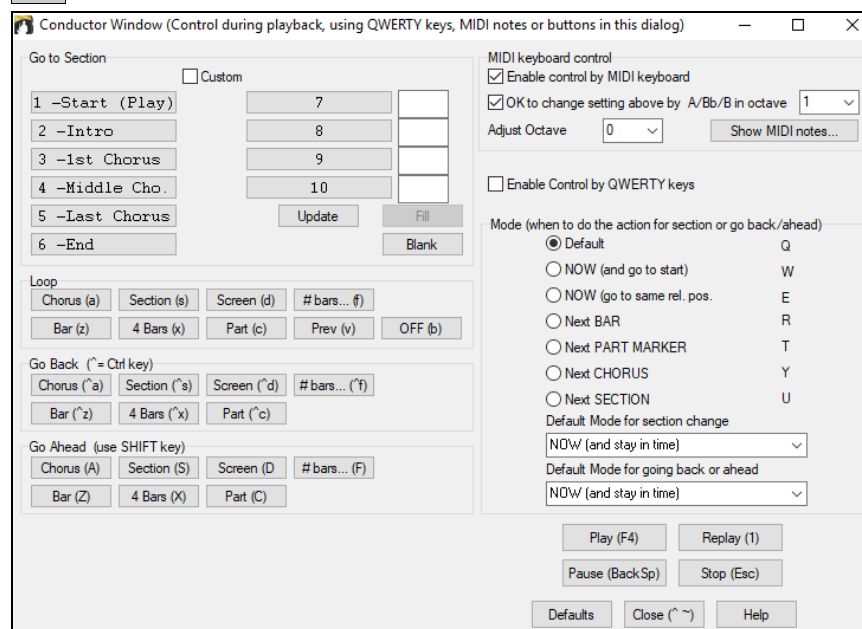 Conductor Window (Control during playback, using QWERTY keys, MIDI notes or buttons in this dialog)
Go to Section
Custom
1 –Start (Play)
7
2 –Intro
8
3 –1st Chorus
9
4 –Middle Cho.
10
5 –Last Chorus
Update
Fill
6 –End
Blank
Loop
Chorus (a)
Section (s)
Screen (d)
# bars... (f)
Bar (z)
4 Bars (x)
Part (c)
Prev (v)
OFF (b)
Go Back (^= Ctrl key)
Chorus (^a)
Section (^s)
Screen (^d)
# bars... (^f)
Bar (^z)
4 Bars (^x)
Part (^c)
Go Ahead (use SHIFT key)
Chorus (A)
Section (S)
Screen (D
# bars... (F)
Bar (Z)
4 Bars (X)
Part (C)
MIDI keyboard control
Enable control by MIDI keyboard
OK to change setting above by A/Bb/B in octave
1
Adjust Octave
0
Show MIDI notes...
Enable Control by QWERTY keys
Mode (when to do the action for section or go back/ahead)
Default Q
NOW (and go to start) W
NOW (go to same rel. pos. E
Next BAR R
Next PART MARKER T
Next CHORUS Y
Next SECTION U
Default Mode for section change
NOW (and stay in time)
Default Mode for going back or ahead
NOW (and stay in time)
Play (F4)
Replay (1)
Pause (BackSp)
Stop (Esc)
Defaults
Close (^ ~)
Help